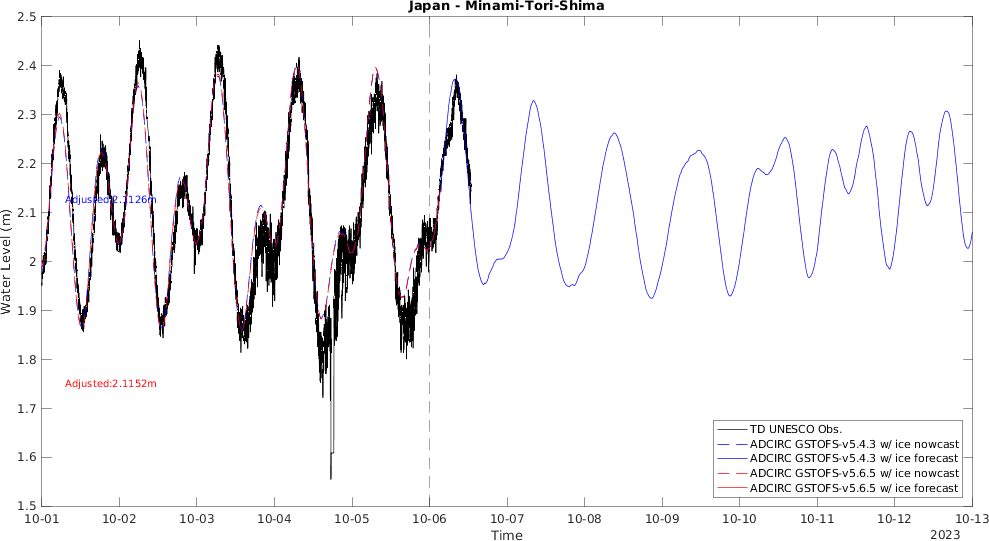 Japan - Minami-Tori-Shima
2.5
2.4
2.3
2.2
2.1
2
1.9
1.8
1.7
1.6
1.5
Water Level (m)
Adjusted:2.1126m
Adjusted:2.1152m
TD UNESCO Obs.
ADCIRC GSTOFS-v5.4.3 w/ ice nowcast
ADCIRC GSTOFS-v5.4.3 w/ ice forecast
ADCIRC GSTOFS-v5.6.5 w/ ice nowcast
ADCIRC GSTOFS-v5.6.5 w/ ice forecast
10-01 10-02 10-03 10-04 10-05 10-06 10-07 10-08 10-09 10-10 10-11 10-12 10-13
Time
2023